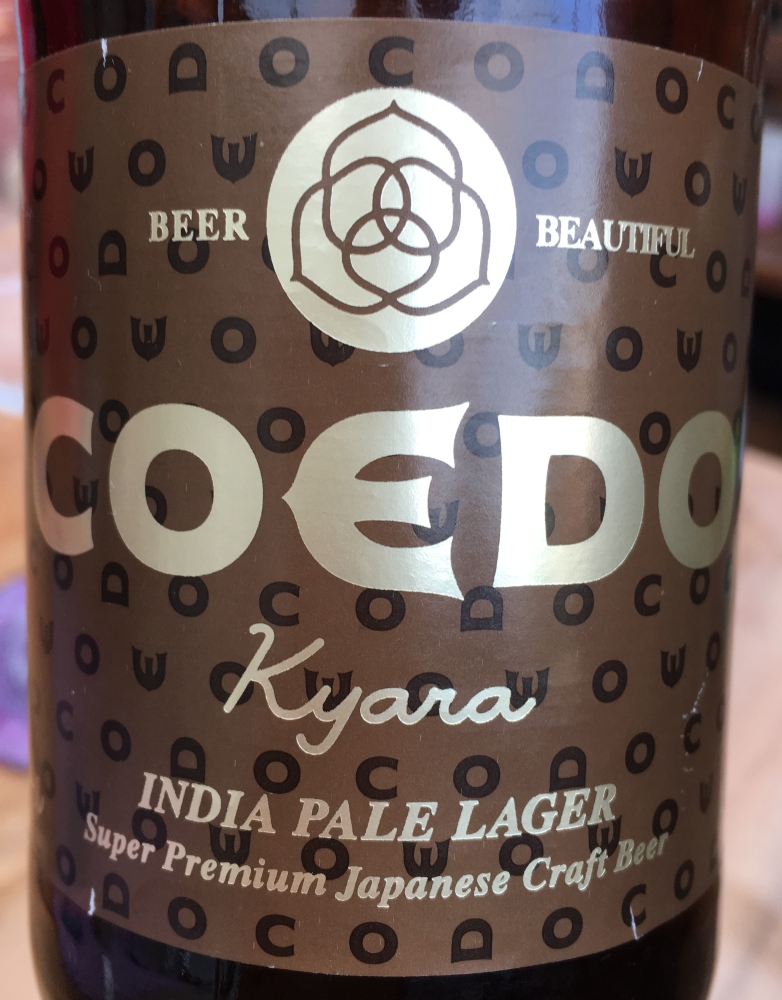 BEER BEAUTIFUL
COEDO
Kyara
INDIA PALE LAGER
Super Premium Japanese Craft Beer